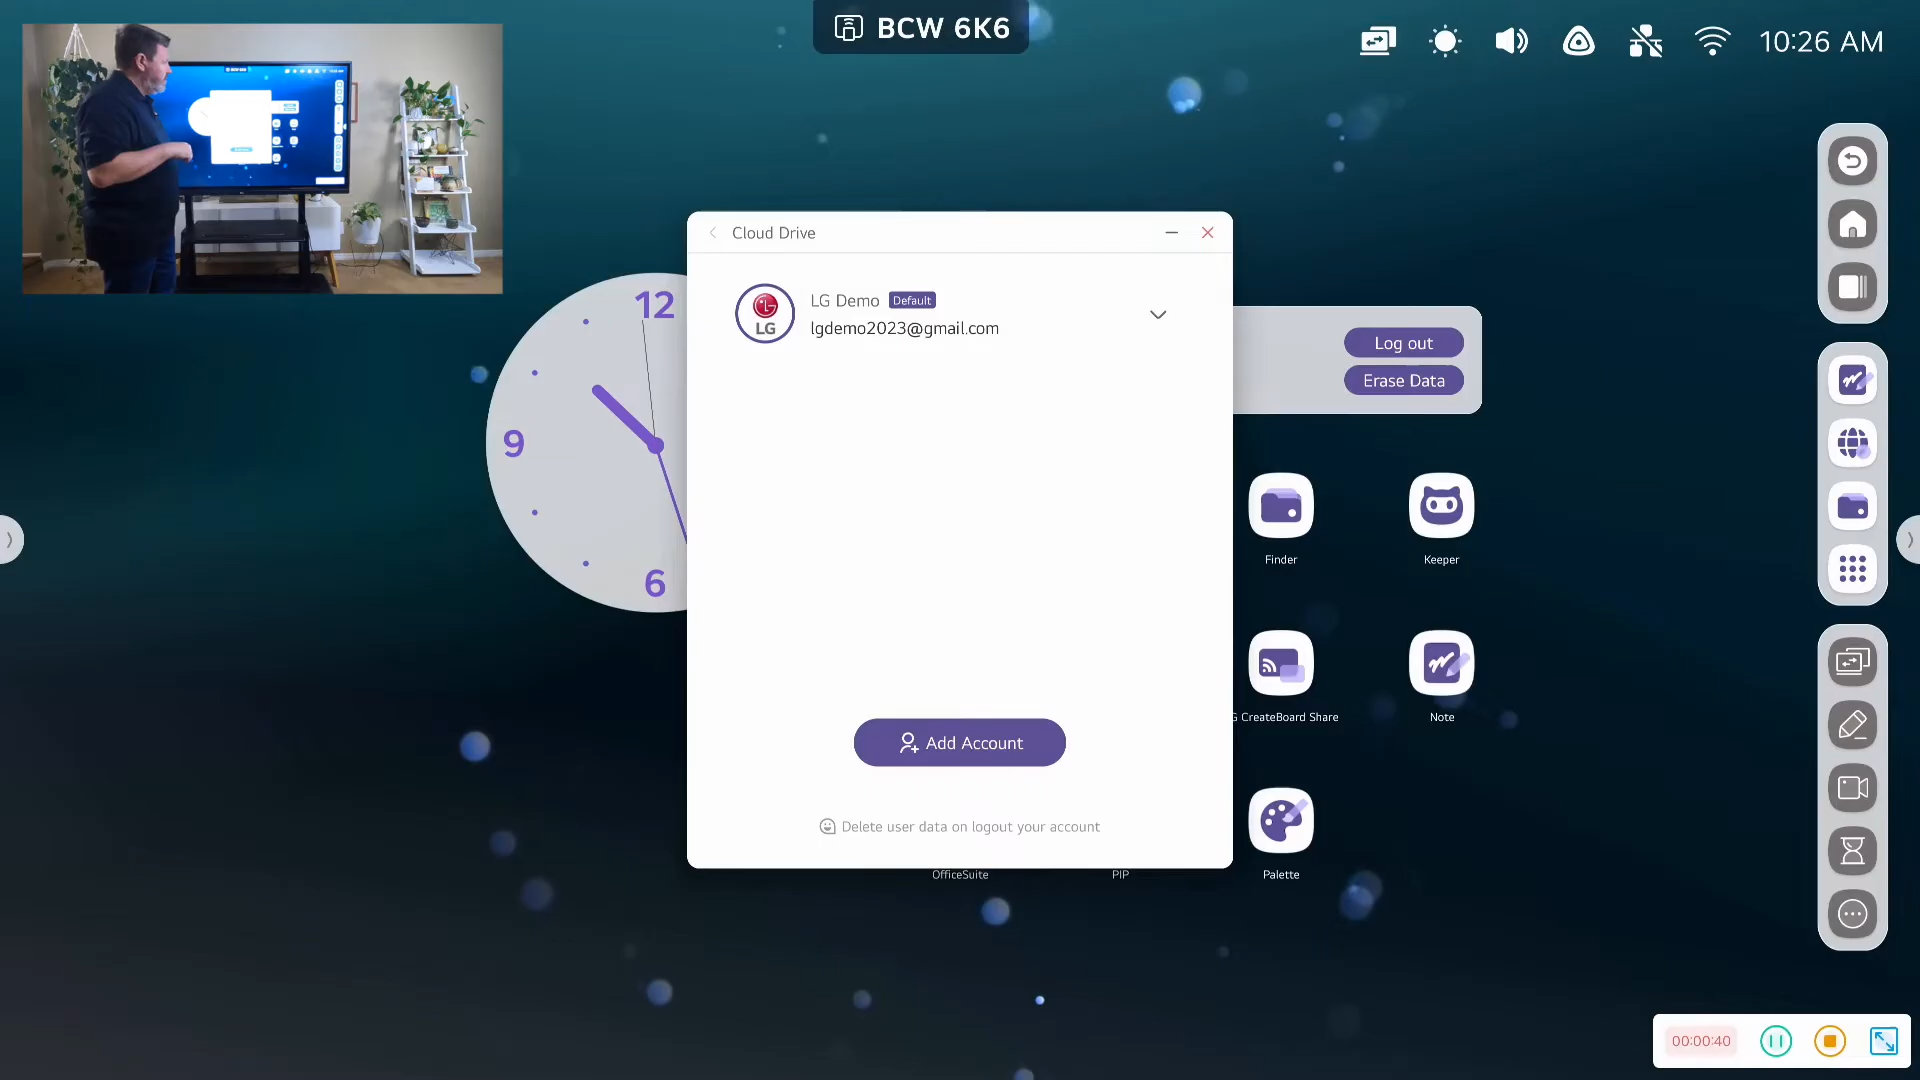 BCW 6K6
10:26 AM
Cloud Drive
LG Demo Default
lgdemo2023@gmail.com
LG
Log out
Erase Data
12
9
6
Finder
Keeper
G CreateBoard Share
Note
Add Account
Delete user data on logout your account
OfficeSuite
PIP
Palette
00:00:40